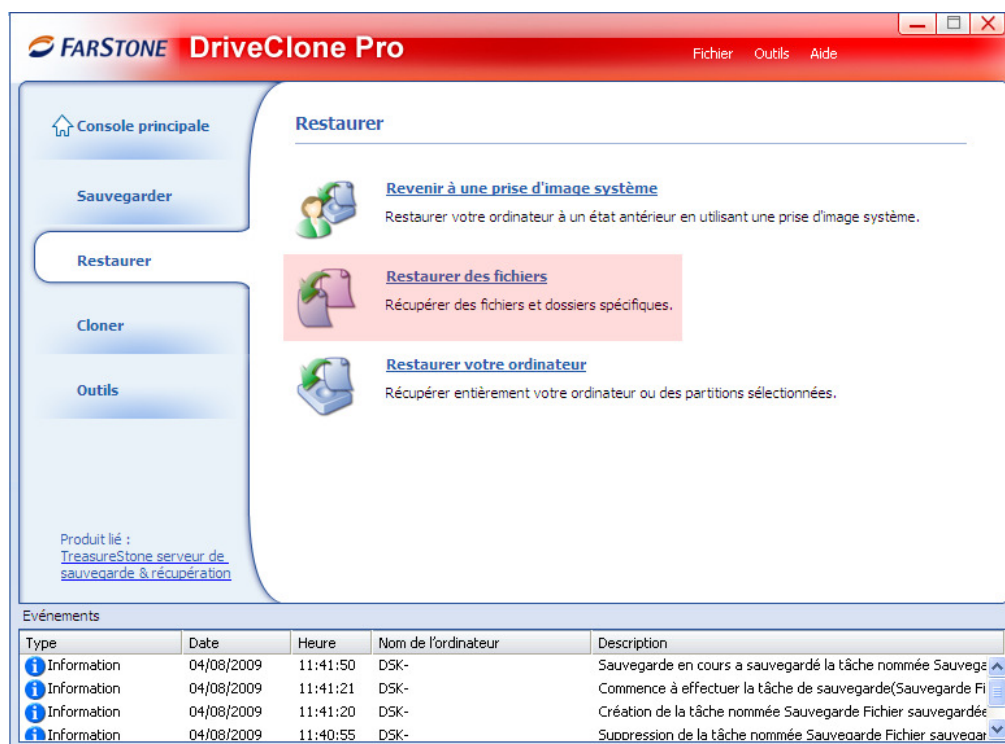 FARSTONE DriveClone Pro
Fichier Outils Aide
Console principale
Sauvegarder
Restaurer
Cloner
Outils
Produit lié :
TreasureStone serveur de
sauvegarde & récupération
Restaurer
Revenir à une prise d'image système
Restaurer votre ordinateur à un état antérieur en utilisant une prise d'image système.
Restaurer des fichiers
Récupérer des fichiers et dossiers spécifiques.
Restaurer votre ordinateur
Récupérer entièrement votre ordinateur ou des partitions sélectionnées.
Evénements
Type Date Heure Nom de l'ordinateur Description
Information 04/08/2009 11:41:50 DSK- Sauvegarde en cours a sauvegardé la tâche nommée Sauvega
Information 04/08/2009 11:41:21 DSK- Commence à effectuer la tâche de sauvegarde(Sauvegarde Fi
Information 04/08/2009 11:41:20 DSK- Création de la tâche nommée Sauvegarde Fichier sauvegardée
Information 04/08/2009 11:40:55 DSK- Suppression de la tâche nommée Sauvegarde Fichier sauvegar